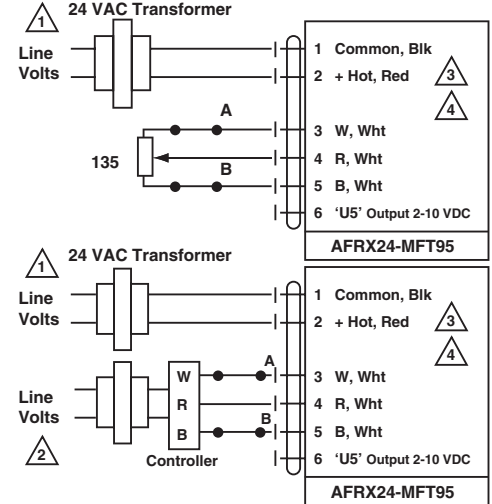 24 VAC Transformer
1
Line
Volts
1 Common, Blk
2 + Hot, Red
3
4
A
3 W, Wht
135
4 R, Wht
B
5 B, Wht
6 'U5' Output 2-10 VDC
AFRX24-MFT95
24 VAC Transformer
1
Line
Volts
1 Common, Blk
2 + Hot, Red
3
4
A
W
3 W, Wht
Line
Volts
R
4 R, Wht
B
B
5 B, Wht
2
Controller
6 'U5' Output 2-10 VDC
AFRX24-MFT95